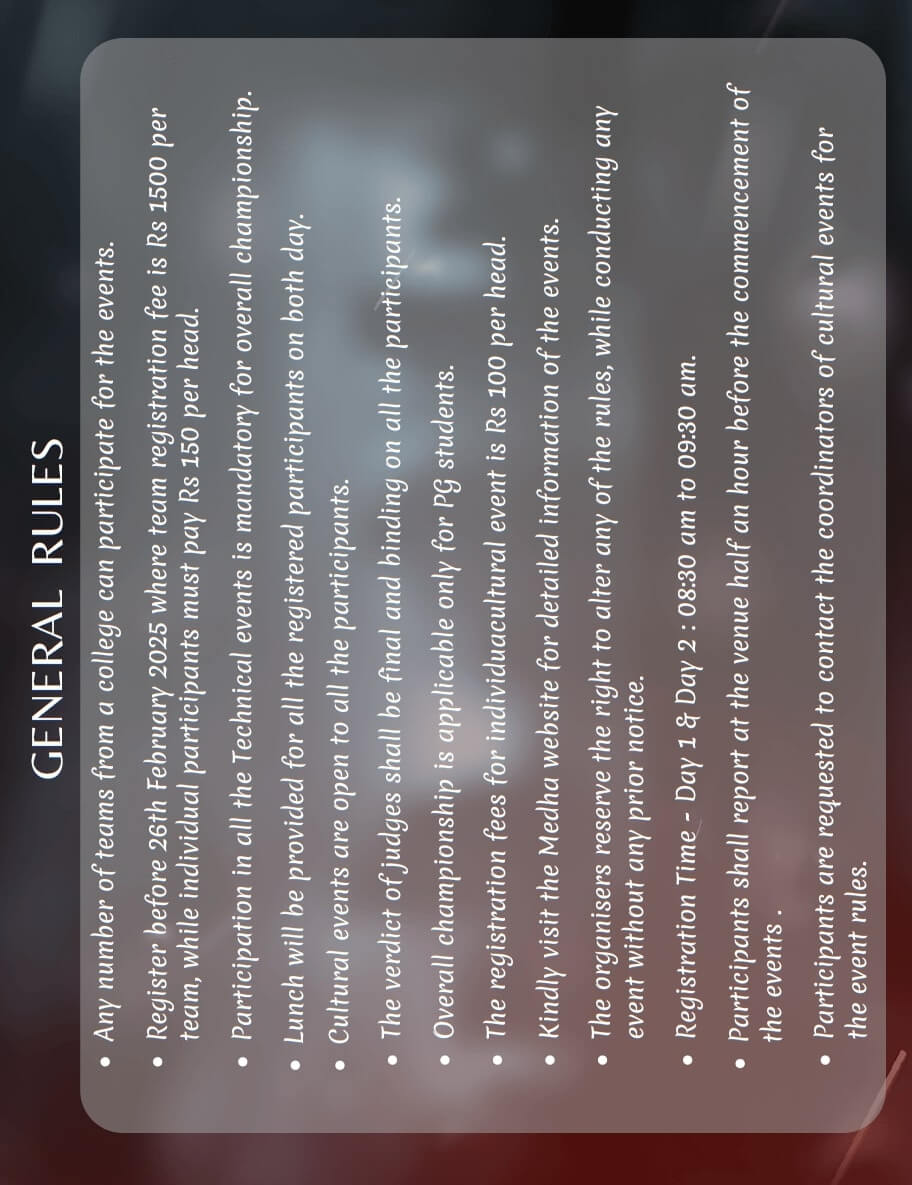 GENERAL RULES
• Any number of teams from a college can participate for the events.
• Register before 26th February 2025 where team registration fee is Rs 1500 per
team, while individual participants must pay Rs 150 per head.
• Participation in all the Technical events is mandatory for overall championship.
• Lunch will be provided for all the registered participants on both day.
• Cultural events are open to all the participants.
• The verdict of judges shall be final and binding on all the participants.
• Overall championship is applicable only for PG students.
• The registration fees for individuacultural event is Rs 100 per head.
• Kindly visit the Medha website for detailed information of the events.
• The organisers reserve the right to alter any of the rules, while conducting any
event without any prior notice.
• Registration Time - Day 1 & Day 2 : 08:30 am to 09:30 am.
• Participants shall report at the venue half an hour before the commencement of
the events .
• Participants are requested to contact the coordinators of cultural events for
the event rules.